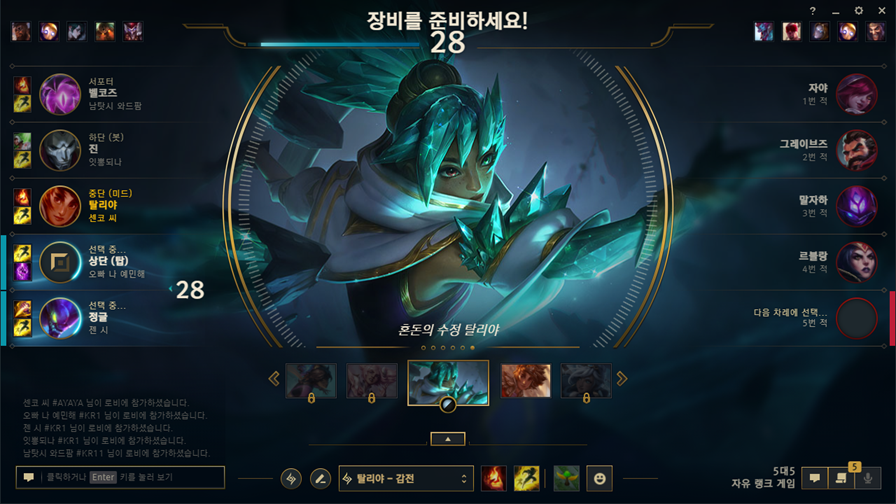 장비를 준비하세요!
28
서포터
벨코즈
남탓시 와드팜
하단 (봇)
진
잇뽕되나
중단 (미드)
탈리야
센코 씨
선택 중...
상단 (탑)
오빠 나 예민해
28
선택 중...
정글
젠 시
자야
1번 적
그레이브즈
2번 적
말자하
3번 적
르블랑
4번 적
다음 차례에 선택...
5번 적
혼돈의 수정 탈리야
센코 씨 #AYAYA 님이 로비에 참가하셨습니다.
오빠 나 예민해 #KR1 님이 로비에 참가하셨습니다.
젠 시 #KR1 님이 로비에 참가하셨습니다.
잇뽕되나 #KR1 님이 로비에 참가하셨습니다.
남탓시 와드팜 #KR11 님이 로비에 참가하셨습니다.
클릭하거나 Enter 키를 눌러 보기
탈리야 - 감전
5대5
자유 랭크 게임
5